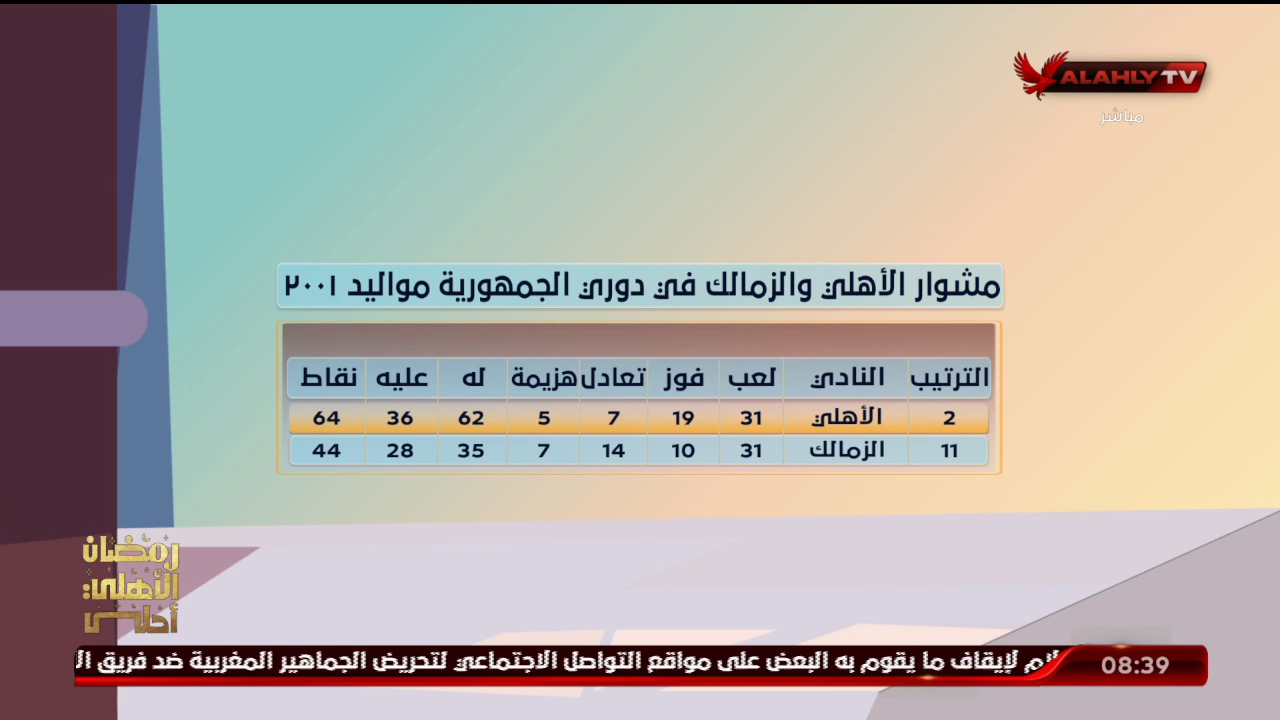 ALAHLY TV
مباشر
مشوار الأهلي والزمالك في دوري الجمهورية مواليد ٢٠٠١
الترتيب النادي لعب فوز تعادل هزيمة له عليه نقاط
2 الأهلي 31 19 7 5 62 36 64
11 الزمالك 31 10 14 7 35 28 44
رمضان
الأهلي
أحلى
لإيقاف ما يقوم به البعض على مواقع التواصل الاجتماعي لتحريض الجماهير المغربية ضد فريق
08:39